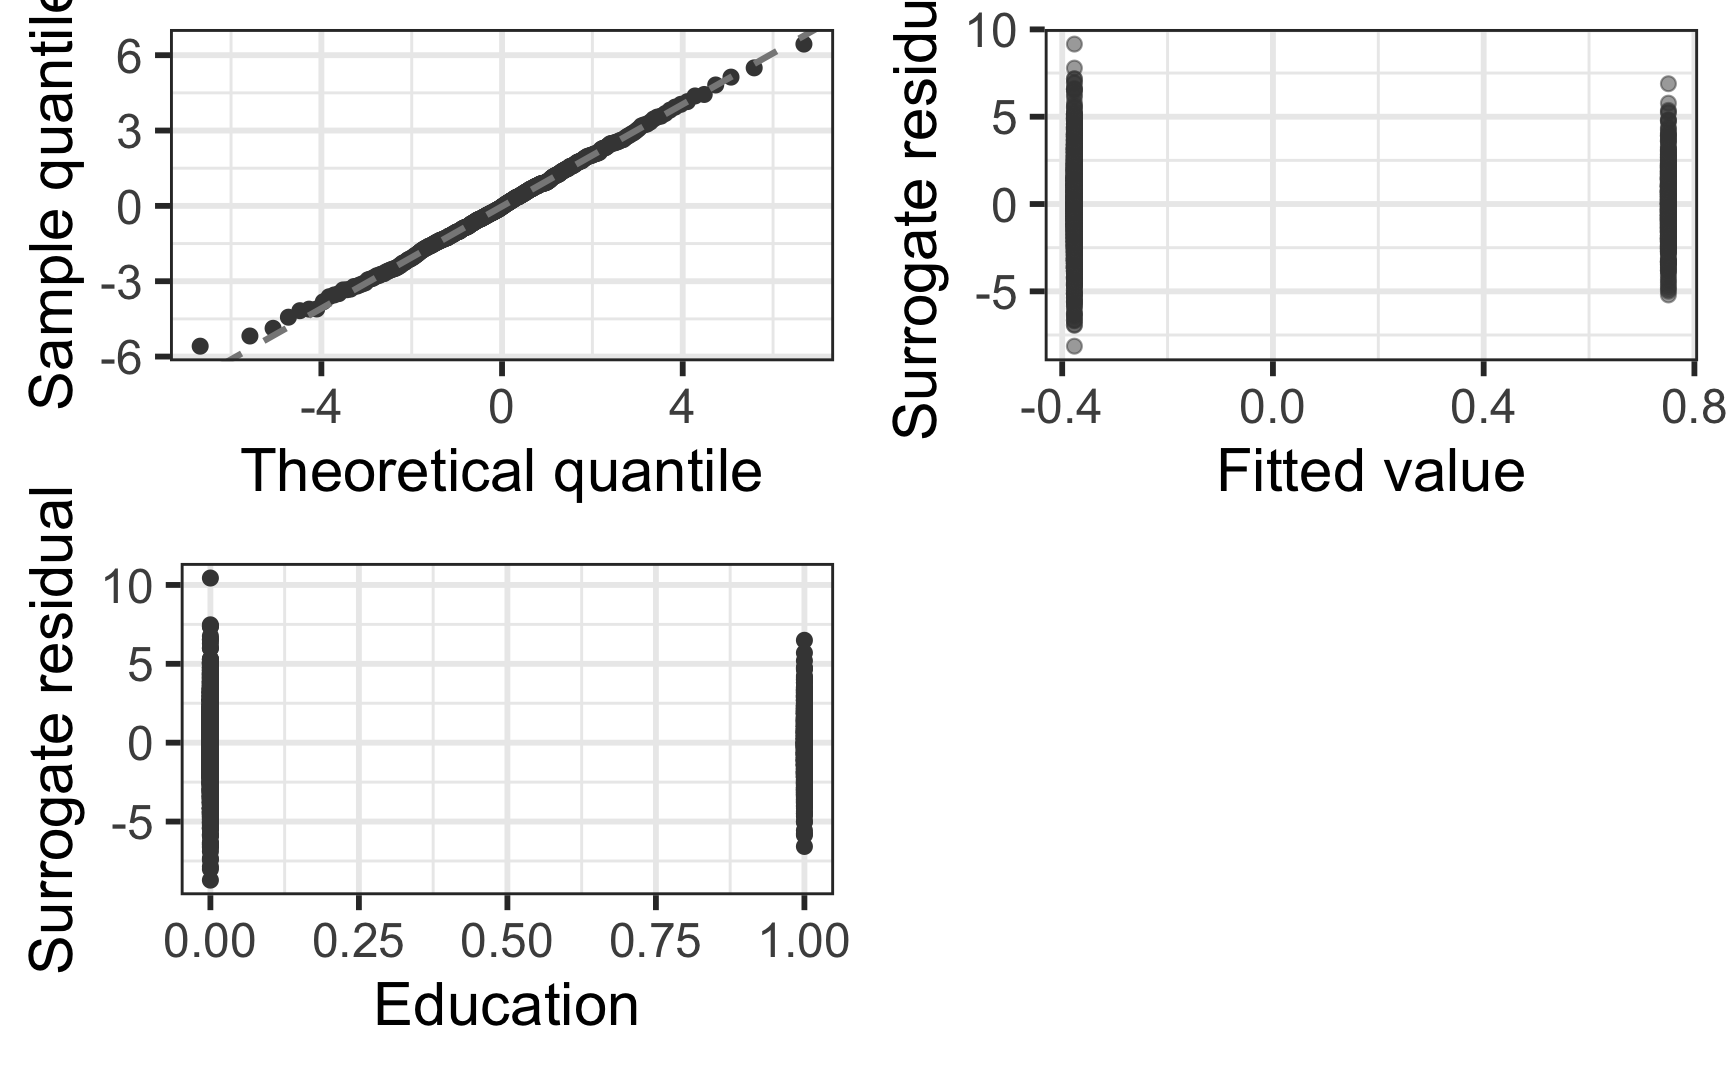 Sample quantile
6
3
0
-3
-6
-4 0 4
Theoretical quantile
Surrogate residu
10
5
0
-5
-0.4 0.0 0.4 0.8
Fitted value
Surrogate residual
10
5
0
-5
0.00 0.25 0.50 0.75 1.00
Education